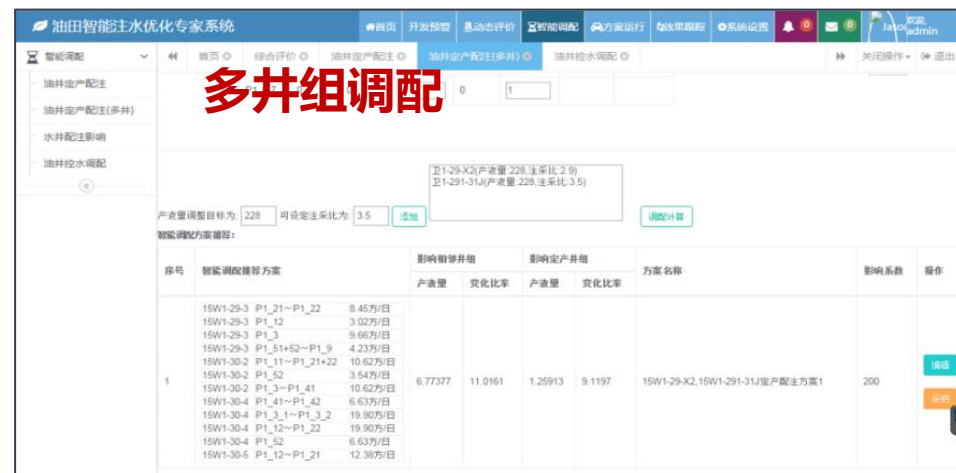 油田智能注水优化专家系统
首页 开发预警 动态评价 智能调配 方案运行 效果跟踪 系统设置 0 0 欢迎, admin
智能调配 首页 综合评价 油井定产配注 油井定产配注(多井) 油井控水调配 关闭操作 退出
油井定产配注
油井定产配注(多井)
水井配注影响
油井控水调配
多井组调配
0 1
卫1-29-X2(产液量:228,注采比:2.9)
卫1-291-31J(产液量:228,注采比:3.5)
产液量调整目标为: 228 可设定注采比为: 3.5 添加 调配计算
智能调配方案推荐:
序号 智能调配推荐方案 影响相邻井组 影响定产井组 方案名称 影响系数 操作
产液量 变化比率 产液量 变化比率
15W1-29-3 P1_21~P1_22 8.45方/日
15W1-29-3 P1_12 3.02方/日
15W1-29-3 P1_3 9.66方/日
15W1-29-3 P1_51+52~P1_9 4.23方/日
15W1-30-2 P1_11~P1_21+22 10.62方/日
15W1-30-2 P1_52 3.54方/日
15W1-30-2 P1_3~P1_41 10.62方/日
15W1-30-4 P1_41~P1_42 6.63方/日
15W1-30-4 P1_3_1~P1_3_2 19.90方/日
15W1-30-4 P1_12~P1_22 19.90方/日
15W1-30-4 P1_52 6.63方/日
15W1-30-5 P1_12~P1_21 12.38方/日
1 6.77377 11.0161 1.25913 9.1197 15W1-29-X2,15W1-291-31J定产配注方案1 200
编辑
采纳